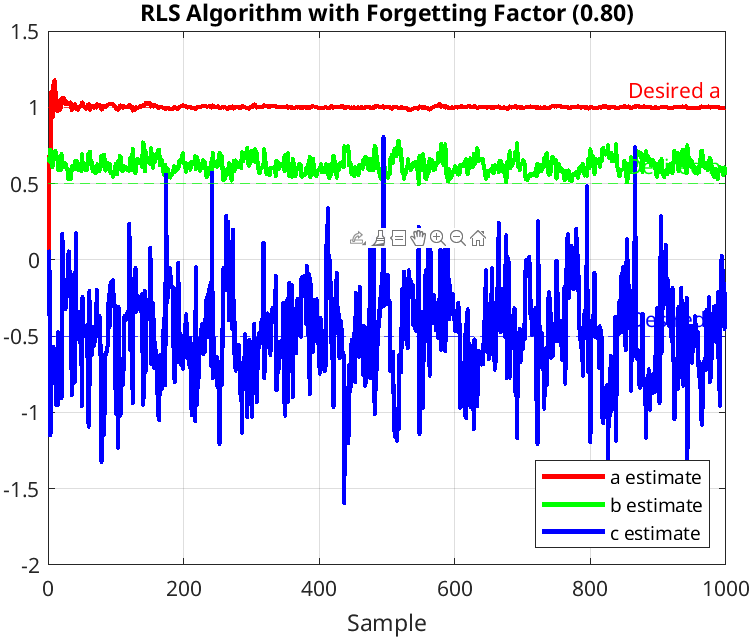 RLS Algorithm with Forgetting Factor (0.80)
1.5
1
0.5
0
-0.5
-1
-1.5
-2
Desired a
a estimate
b estimate
c estimate
0
200
400
600
800
1000
Sample